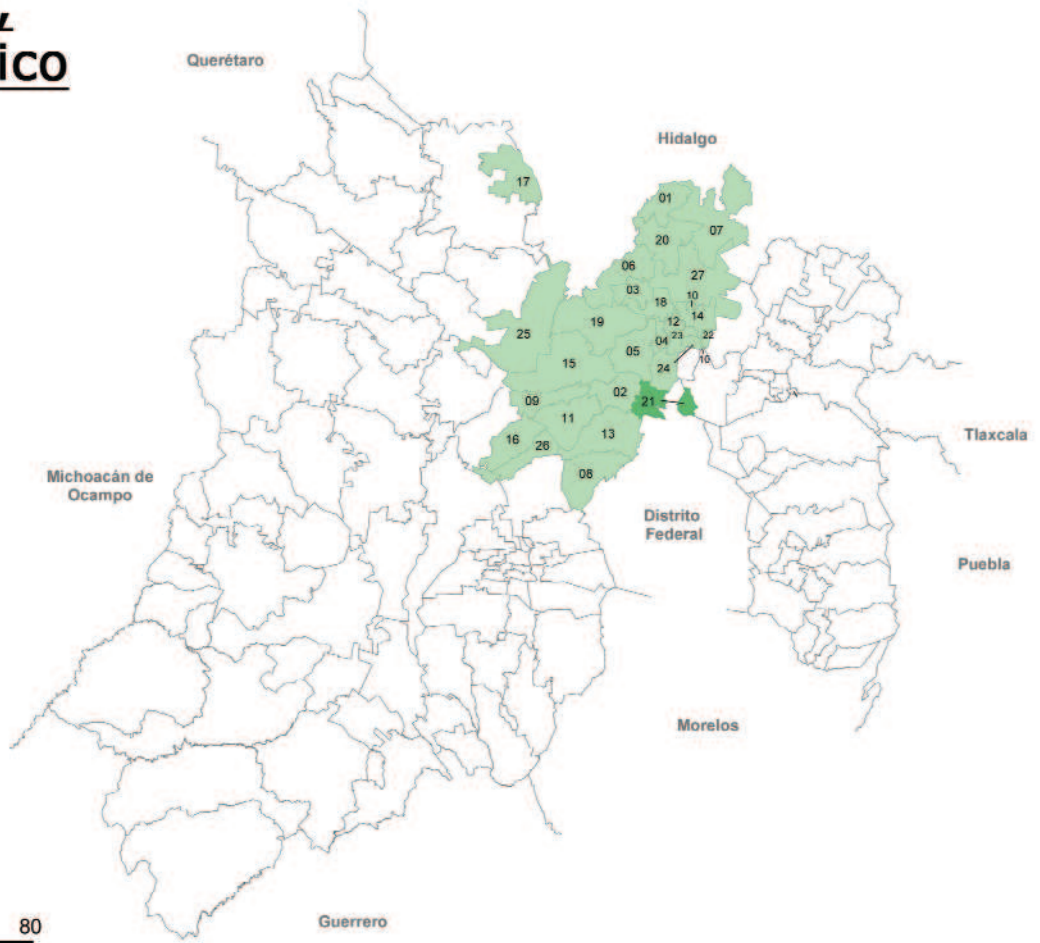 ico
Querétaro
Hidalgo
17
01
07
20
06
27
03
10
18
14
19
12
25
23
22
04
05
10
15
24
02
09
21
11
13
16
26
Tlaxcala
08
Michoacán de
Ocampo
Distrito
Federal
Puebla
Morelos
Guerrero
80